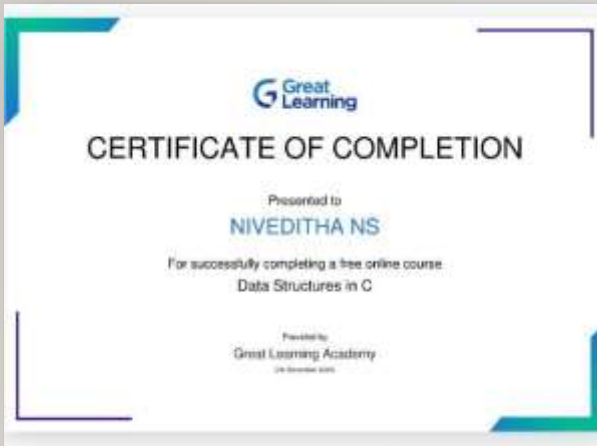 Great
Learning
CERTIFICATE OF COMPLETION
Presented to
NIVEDITHA NS
For successfully completing a free online course
Data Structures in C
Provided by
Great Learning Academy